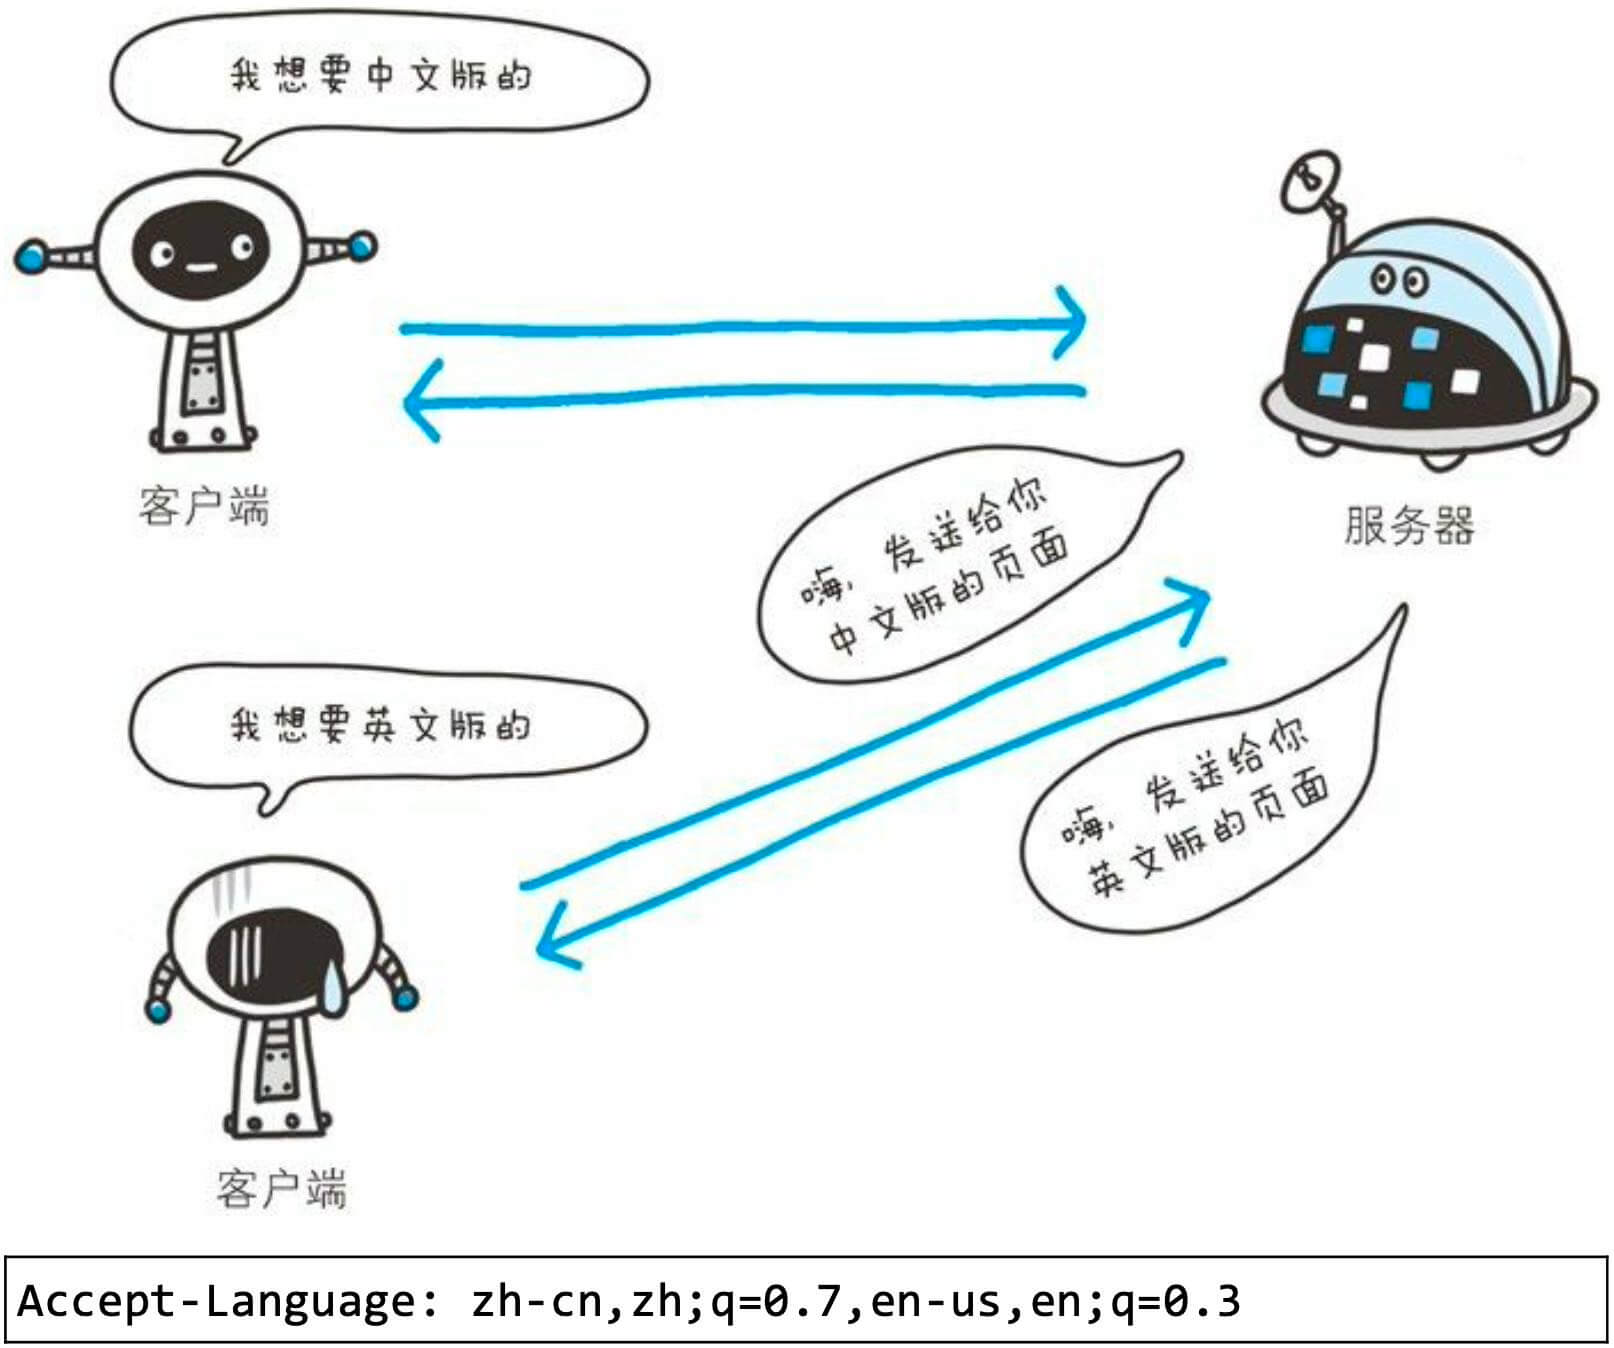 我想要中文版的
客户端
服务器
嗨，发送给你
中文版的页面
我想要英文版的
嗨，发送给你
英文版的页面
客户端
Accept-Language: zh-cn,zh;q=0.7,en-us,en;q=0.3